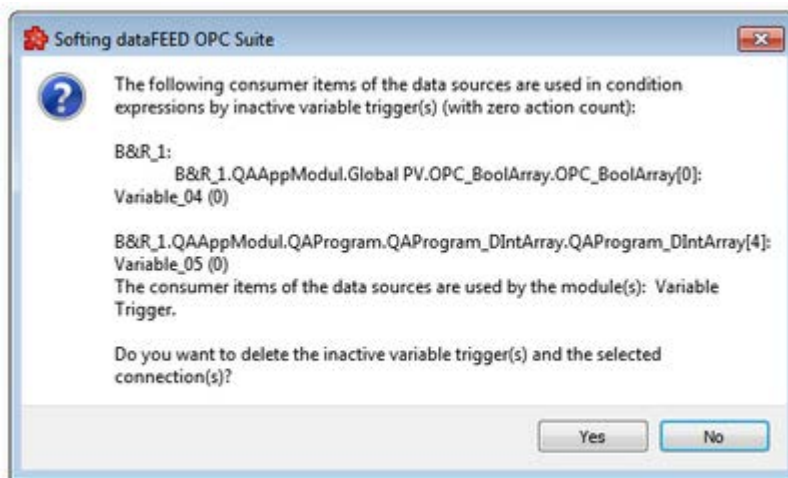 Softing dataFEED OPC Suite
The following consumer items of the data sources are used in condition
expressions by inactive variable trigger(s) (with zero action count):
B&R_1:
B&R_1.QAAppModul.Global PV.OPC_BoolArray.OPC_BoolArray[0]:
Variable_04 (0)
B&R_1.QAAppModul.QAProgram.QAProgram_DIntArray.QAProgram_DIntArray[4]:
Variable_05 (0)
The consumer items of the data sources are used by the module(s):  Variable
Trigger.
Do you want to delete the inactive variable trigger(s) and the selected
connection(s)?
Yes
No